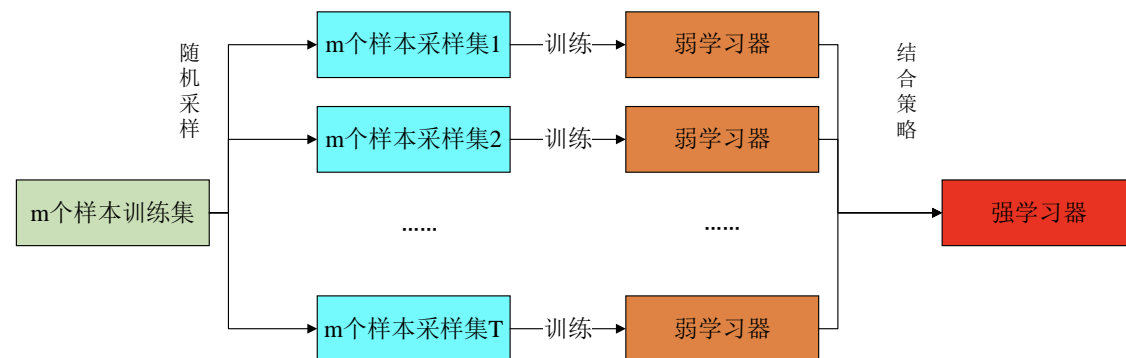 随机采样
m个样本采样集1
训练
弱学习器
结合策略
m个样本采样集2
训练
弱学习器
m个样本训练集
......
......
强学习器
m个样本采样集T
训练
弱学习器